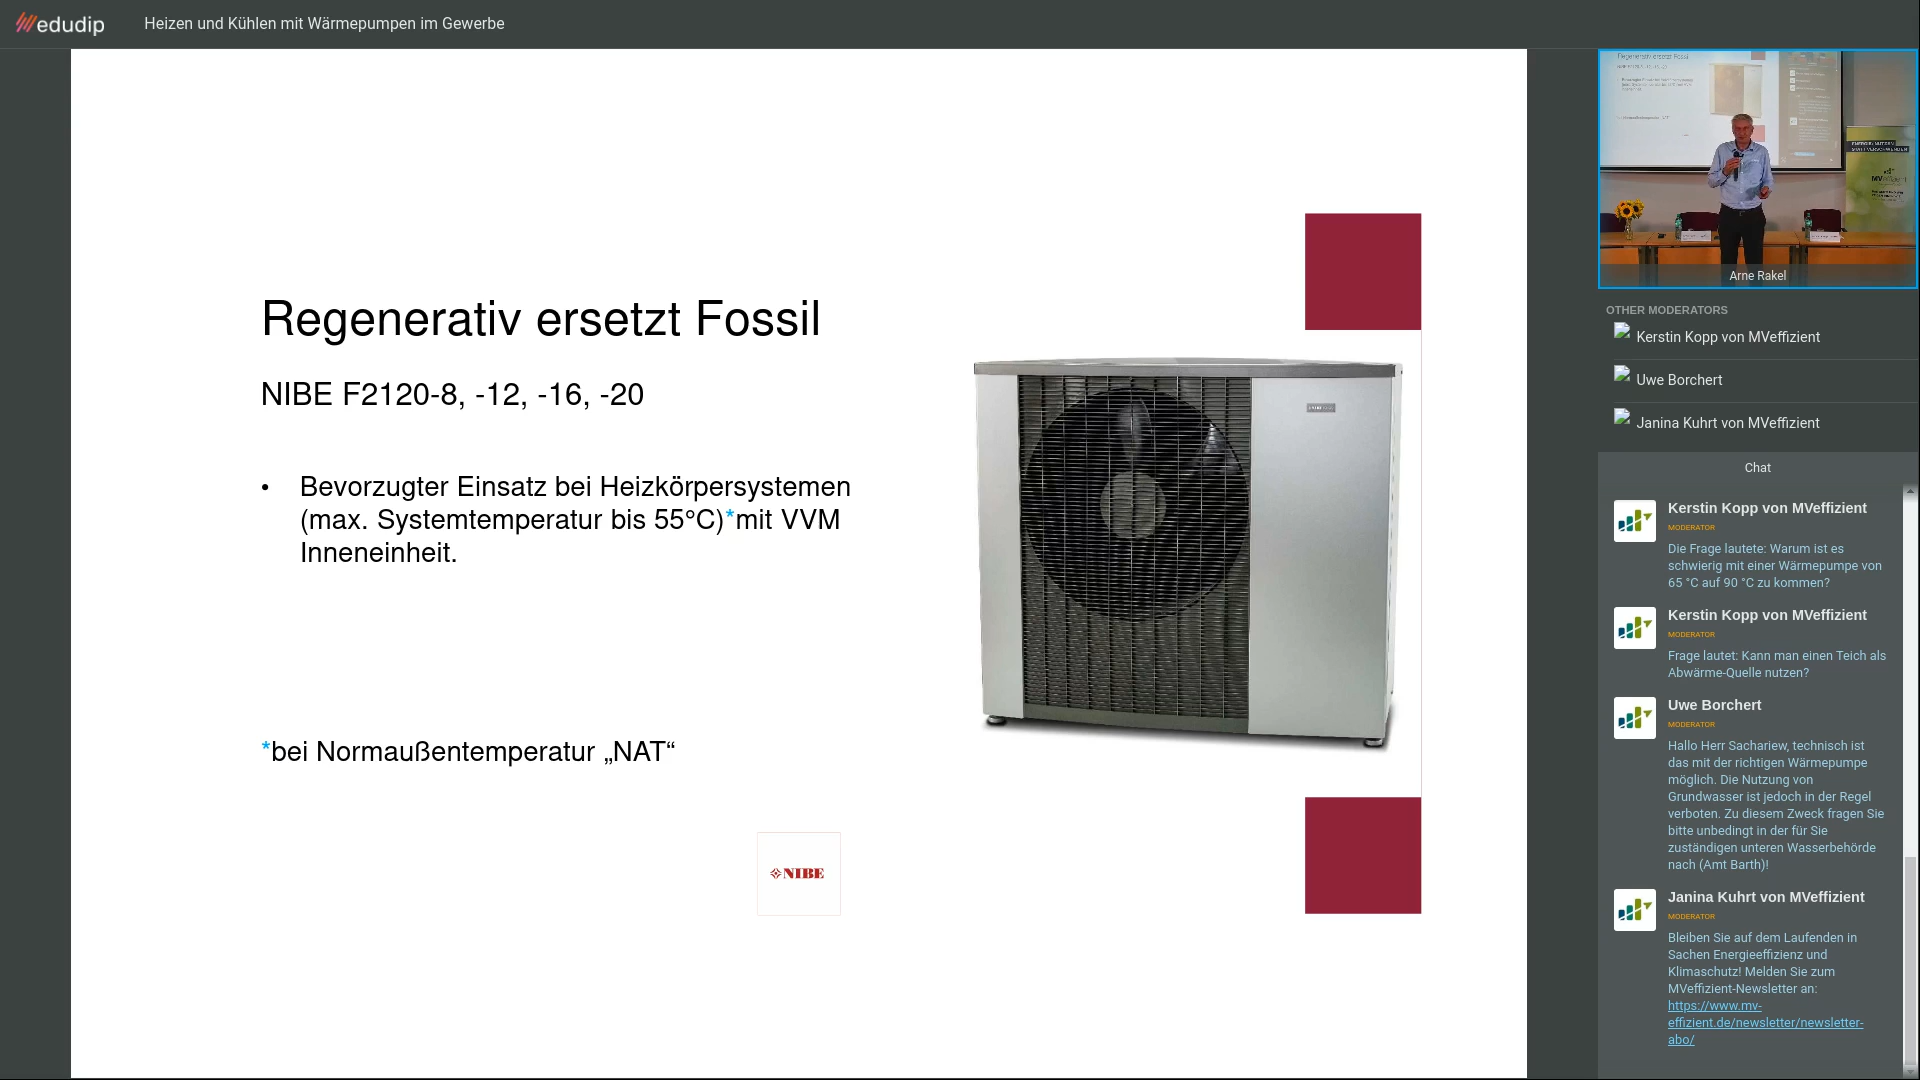 edudip
Heizen und Kühlen mit Wärmepumpen im Gewerbe
Regenerativ ersetzt Fossil
NIBE F2120-8, -12, -16, -20
• Bevorzugter Einsatz bei Heizkörpersystemen
(max. Systemtemperatur bis 55°C)*mit VVM
Inneneinheit.
*bei Normaußentemperatur „NAT“
NIBE
Regenerativ ersetzt Fossil
ENERGIE NUTZEN
STATT VERSCHWENDEN
Arne Rakel
OTHER MODERATORS
Kerstin Kopp von MVeffizient
Uwe Borchert
Janina Kuhrt von MVeffizient
Chat
Kerstin Kopp von MVeffizient
MODERATOR
Die Frage lautete: Warum ist es
schwierig mit einer Wärmepumpe von
65 °C auf 90 °C zu kommen?
Kerstin Kopp von MVeffizient
MODERATOR
Frage lautet: Kann man einen Teich als
Abwärme-Quelle nutzen?
Uwe Borchert
MODERATOR
Hallo Herr Sachariew, technisch ist
das mit der richtigen Wärmepumpe
möglich. Die Nutzung von
Grundwasser ist jedoch in der Regel
verboten. Zu diesem Zweck fragen Sie
bitte unbedingt in der für Sie
zuständigen unteren Wasserbehörde
nach (Amt Barth)!
Janina Kuhrt von MVeffizient
MODERATOR
Bleiben Sie auf dem Laufenden in
Sachen Energieeffizienz und
Klimaschutz! Melden Sie zum
MVeffizient-Newsletter an:
https://www.mv-
effizient.de/newsletter/newsletter-
abo/